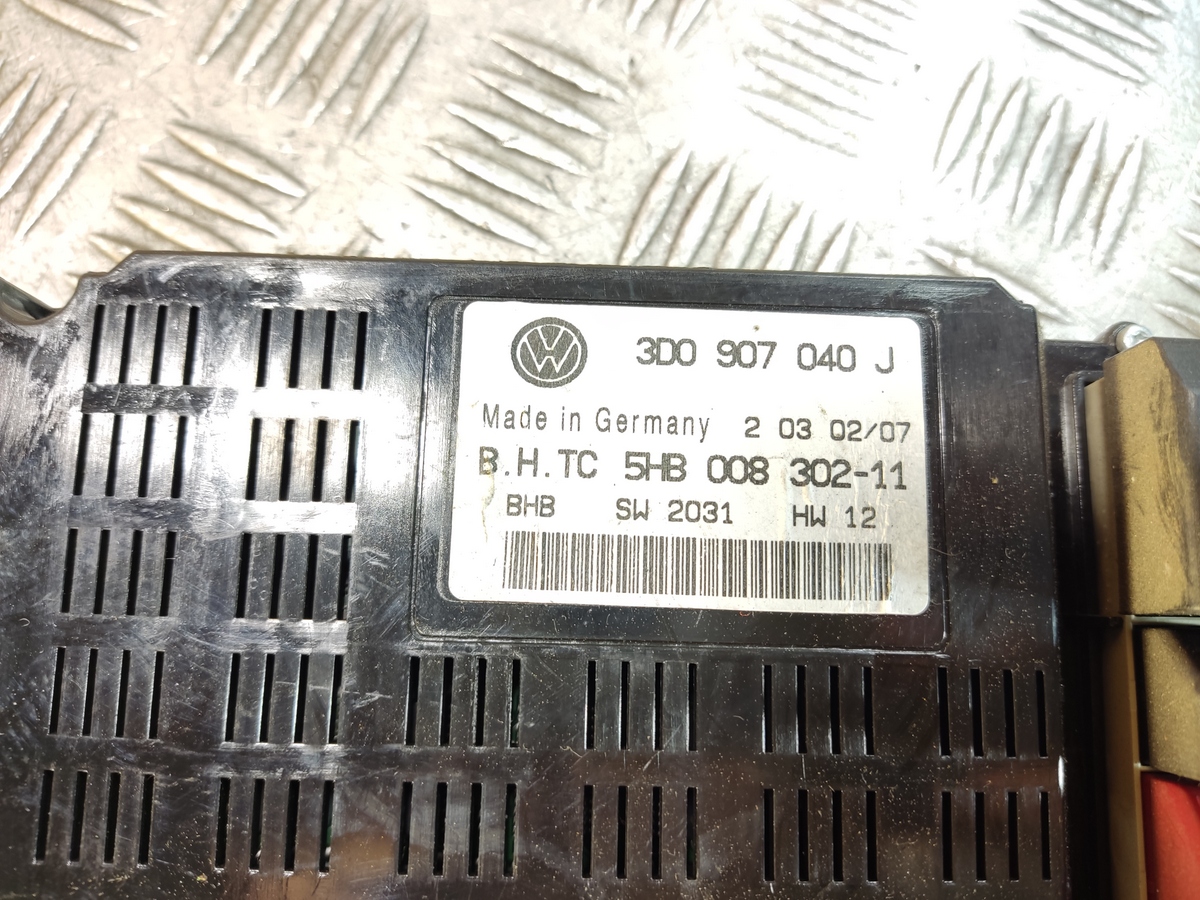 3D0 907 040 J
Made in Germany 2 03 02/07
B.H.TC 5HB 008 302-11
BHB SW 2031 HW 12